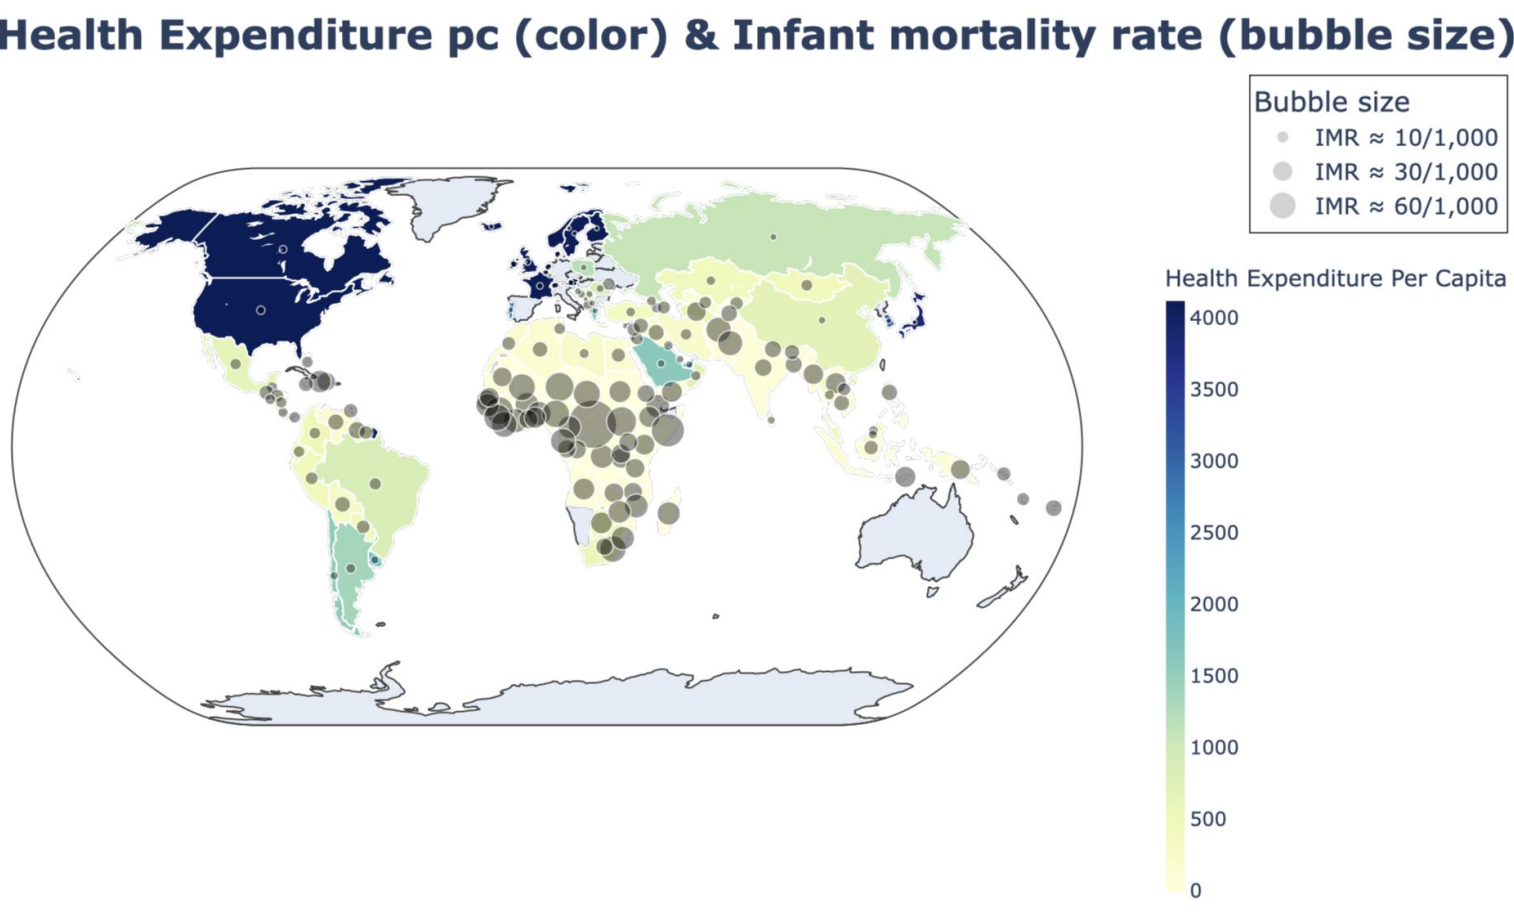 Health Expenditure pc (color) & Infant mortality rate (bubble size)
Bubble size
IMR ≈ 10/1,000
IMR ≈ 30/1,000
IMR ≈ 60/1,000
Health Expenditure Per Capita
4000
3500
3000
2500
2000
1500
1000
500
0